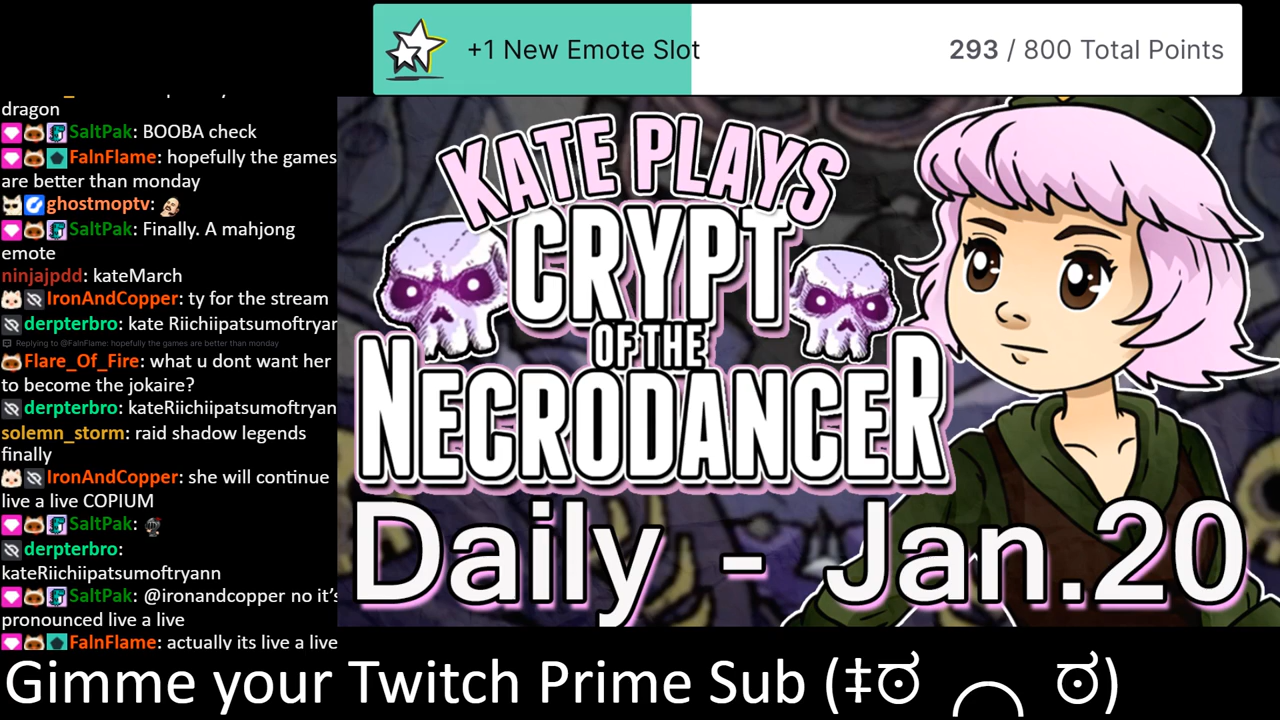 +1 New Emote Slot
293 / 800 Total Points
dragon
SaltPak: BOOBA check
FaInFlame: hopefully the games
are better than monday
ghostmoptv:
SaltPak: Finally. A mahjong
emote
ninjajpdd: kateMarch
IronAndCopper: ty for the stream
derpterbro: kate Riichiipatsumoftryar
Replying to @FaInFlame: hopefully the games are better than monday
Flare_Of_Fire: what u dont want her
to become the jokaire?
derpterbro: kateRiichiipatsumoftryan
solemn_storm: raid shadow legends
finally
IronAndCopper: she will continue
live a live COPIUM
SaltPak:
derpterbro:
kateRiichiipatsumoftryann
SaltPak: @ironandcopper no it’s
pronounced live a live
FaInFlame: actually its live a live
KATE PLAYS
CRYPT
OF THE
NECRODANCER
Daily - Jan.20
Gimme your Twitch Prime Sub (‡ಠ ╭╮ ಠ)